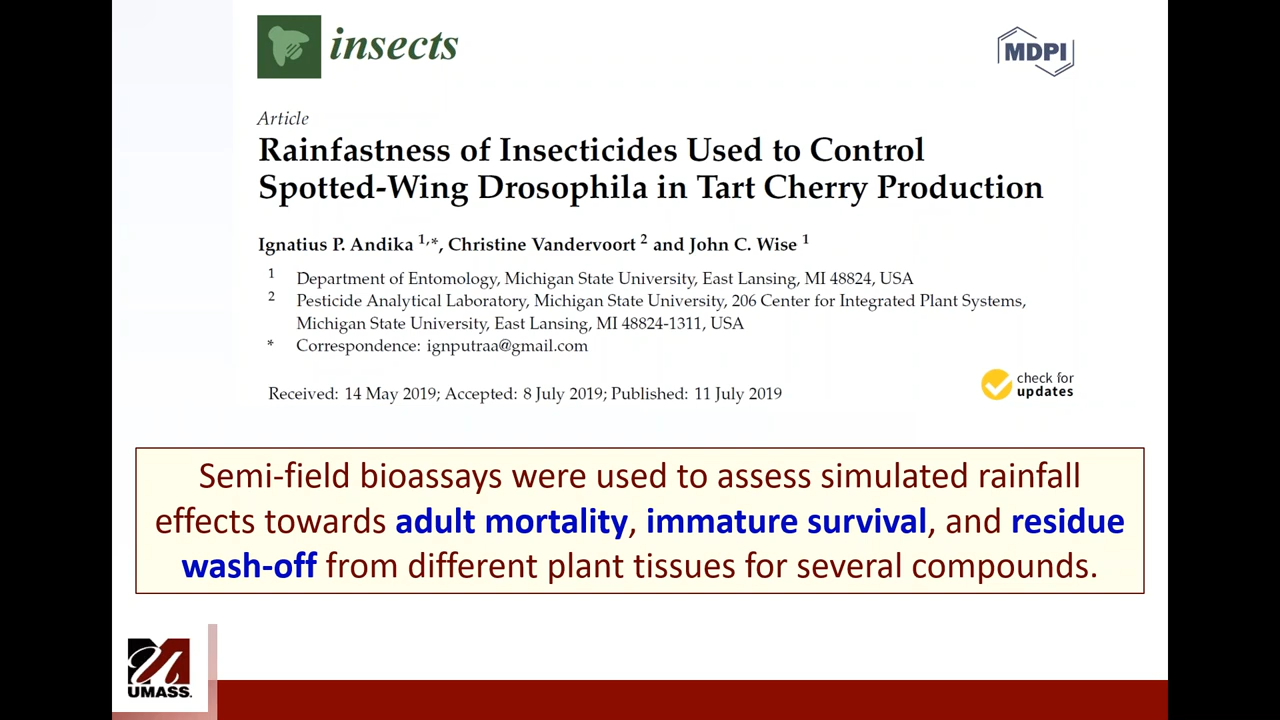 insects
MDPI
Article
Rainfastness of Insecticides Used to Control
Spotted-Wing Drosophila in Tart Cherry Production
Ignatius P. Andika 1,*, Christine Vandervoort 2 and John C. Wise 1
1 Department of Entomology, Michigan State University, East Lansing, MI 48824, USA
2 Pesticide Analytical Laboratory, Michigan State University, 206 Center for Integrated Plant Systems,
Michigan State University, East Lansing, MI 48824-1311, USA
* Correspondence: ignputraa@gmail.com
Received: 14 May 2019; Accepted: 8 July 2019; Published: 11 July 2019
check for
updates
Semi-field bioassays were used to assess simulated rainfall
effects towards adult mortality, immature survival, and residue
wash-off from different plant tissues for several compounds.
UMASS.